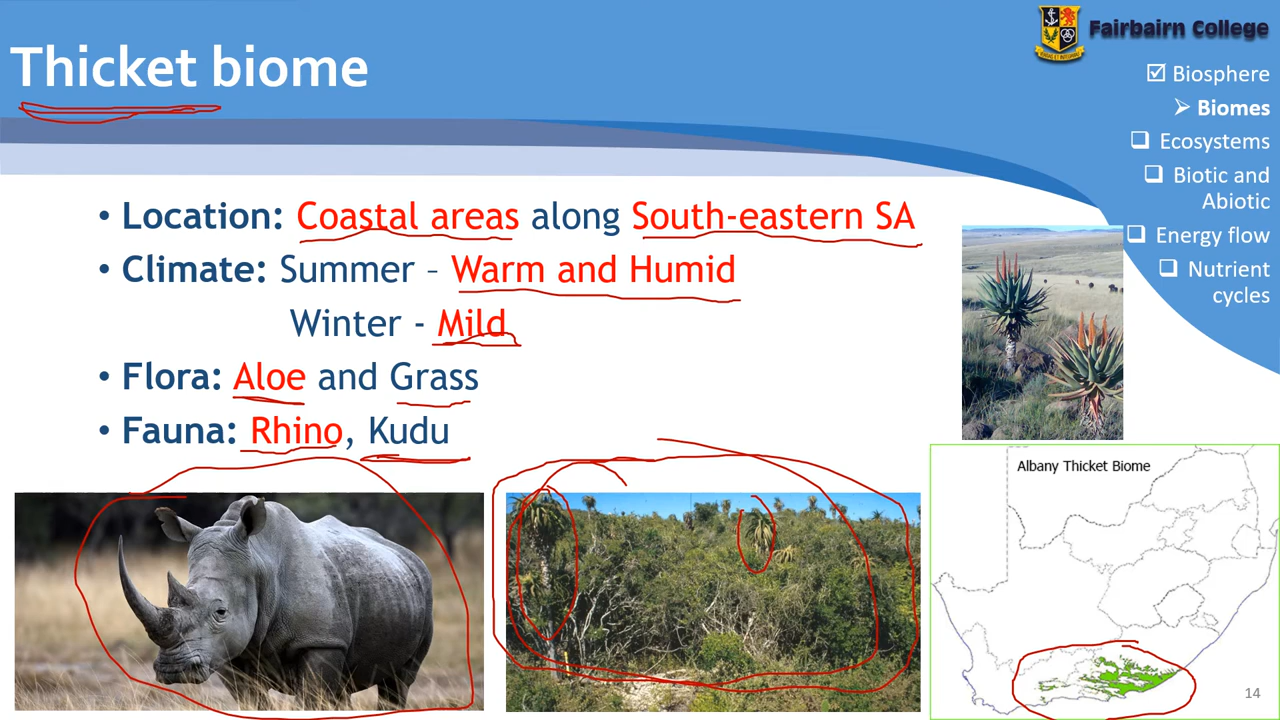 Thicket biome
Fairbairn College
Biosphere
Biomes
Ecosystems
Biotic and
Abiotic
Energy flow
Nutrient
cycles
• Location: Coastal areas along South-eastern SA
• Climate: Summer – Warm and Humid
Winter - Mild
• Flora: Aloe and Grass
• Fauna: Rhino, Kudu
Albany Thicket Biome
14